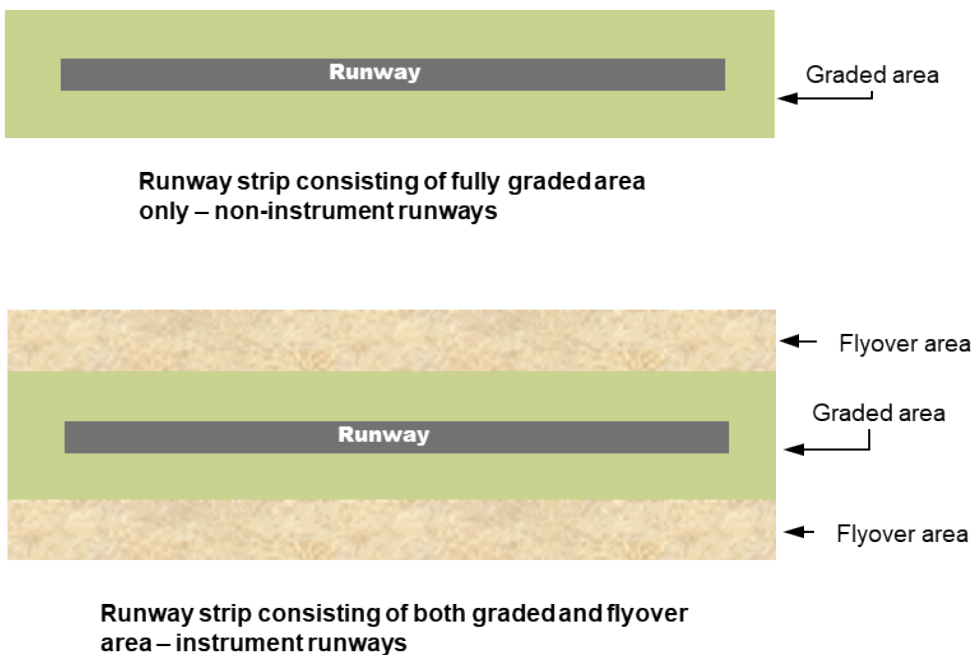 Runway
Graded area
Runway strip consisting of fully graded area
only – non-instrument runways
Flyover area
Graded area
Runway
Flyover area
Runway strip consisting of both graded and flyover
area – instrument runways